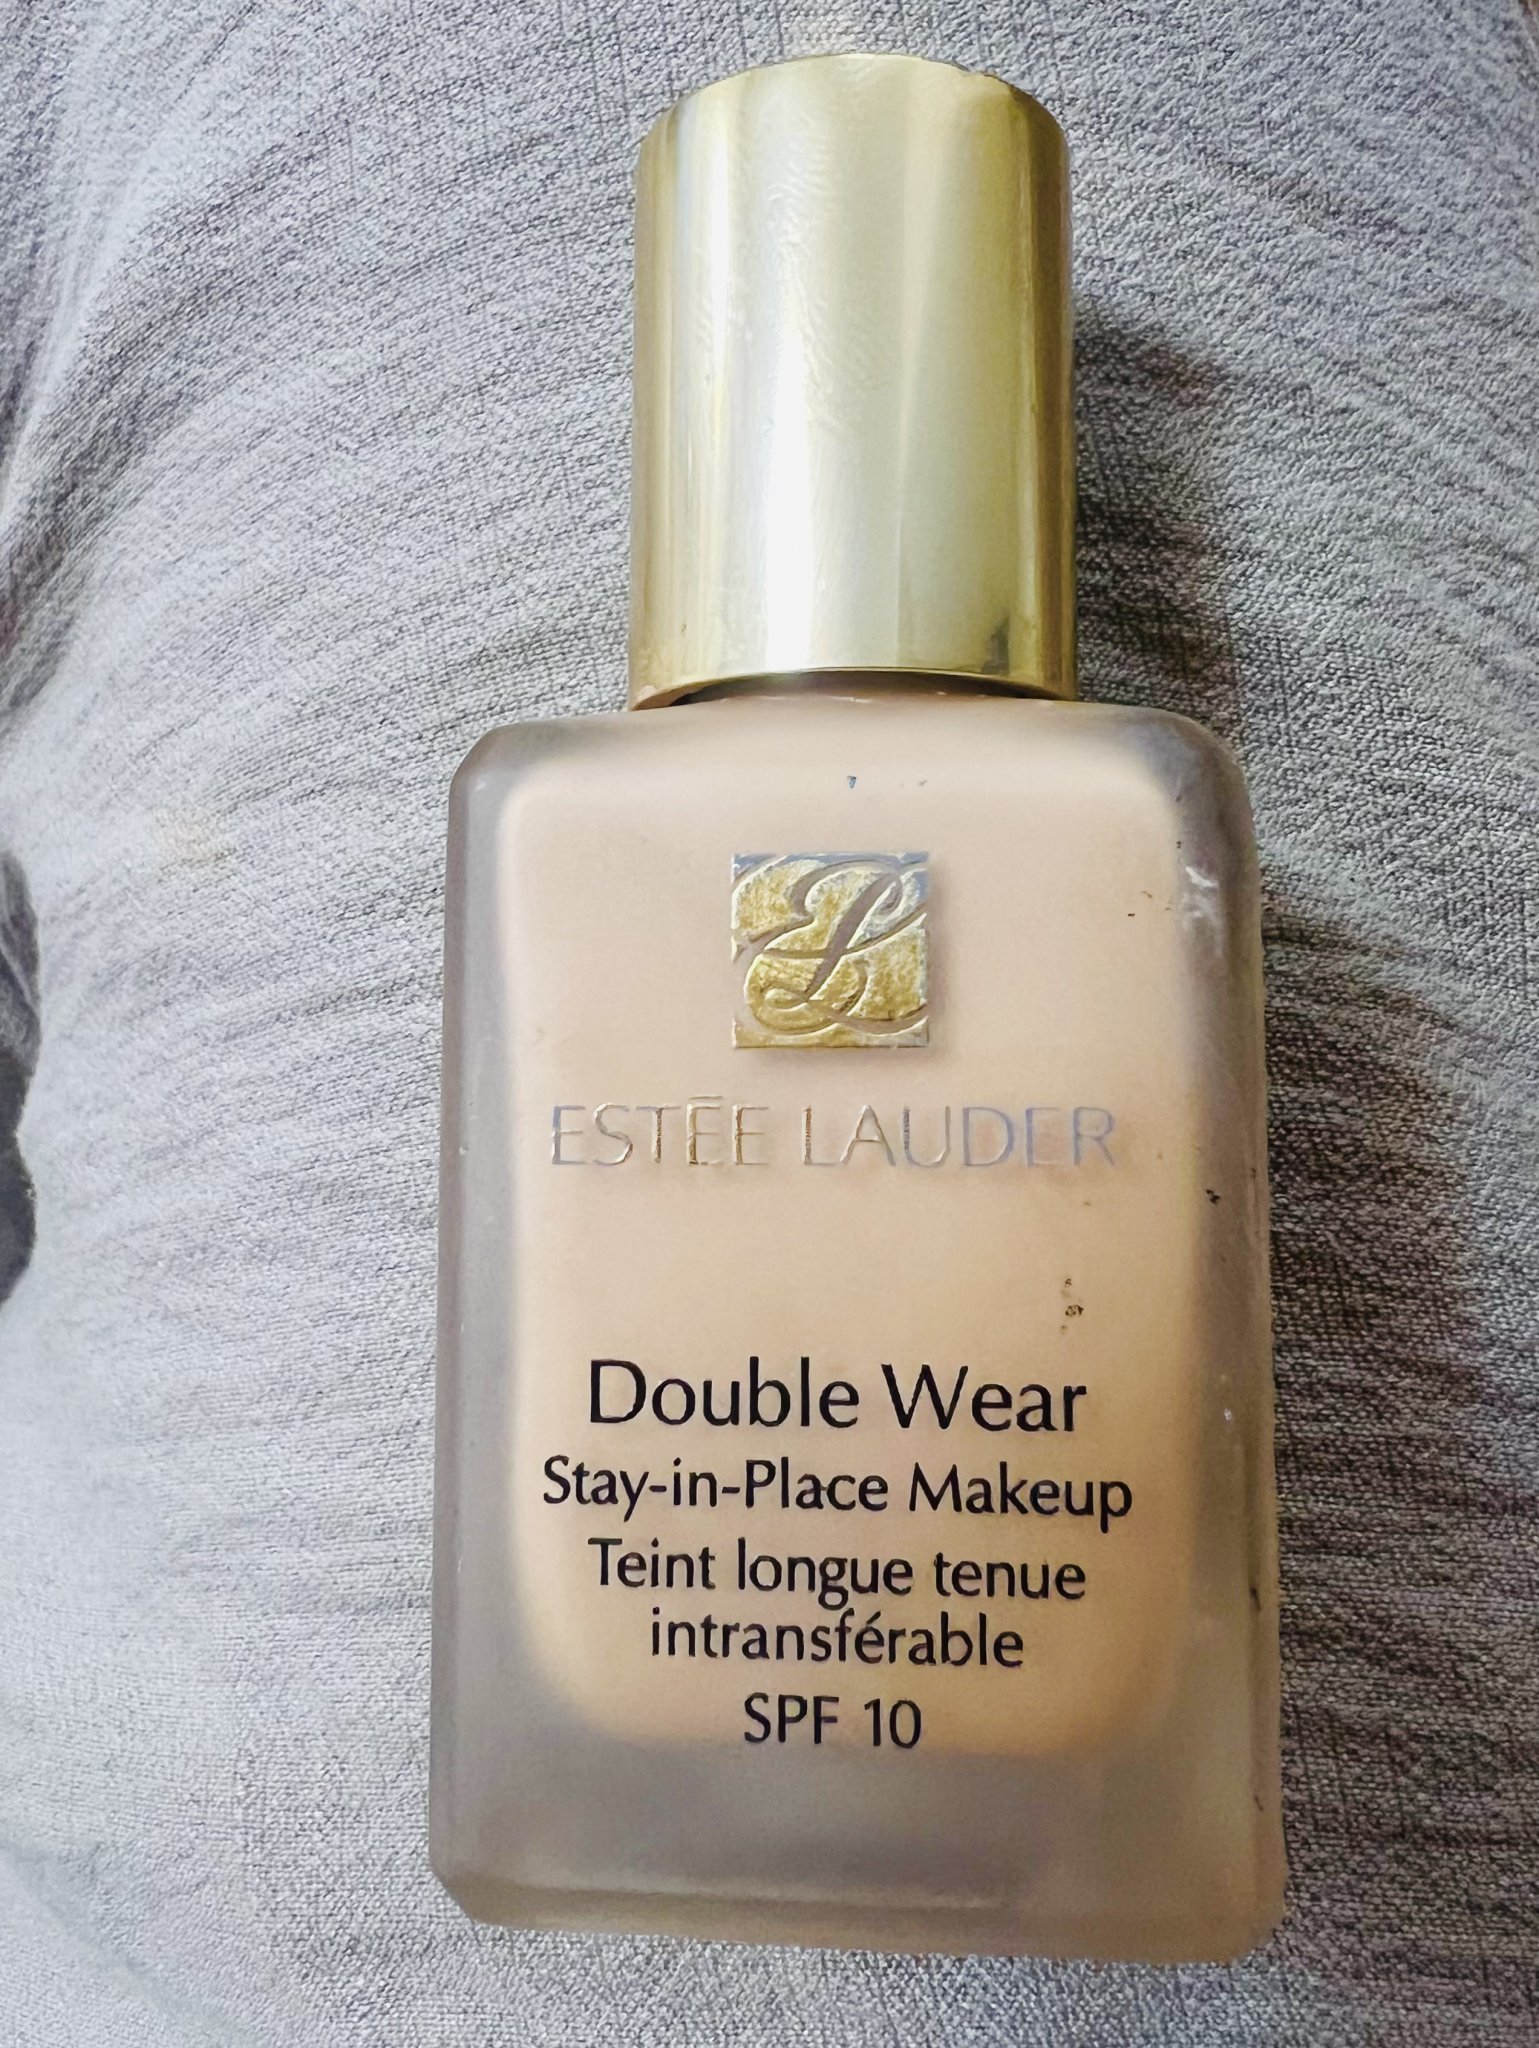 ESTĒE LAUDER
Double Wear
Stay-in-Place Makeup
Teint longue tenue
intransférable
SPF 10